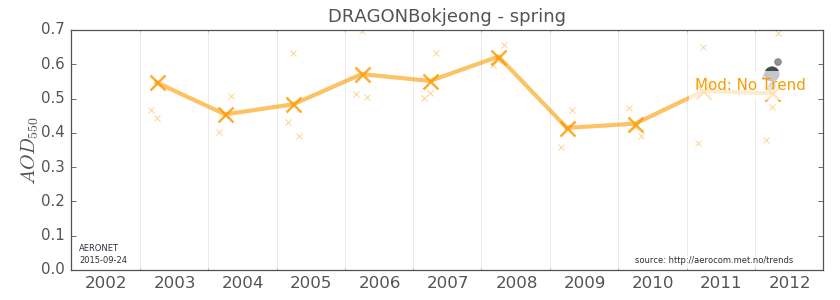 DRAGONBokjeong - spring
0.7
0.6
0.5
0.4
0.3
0.2
0.1
0.0
AOD550
Mod: No Trend
AERONET
2015-09-24
source: http://aerocom.met.no/trends
2002 2003 2004 2005 2006 2007 2008 2009 2010 2011 2012